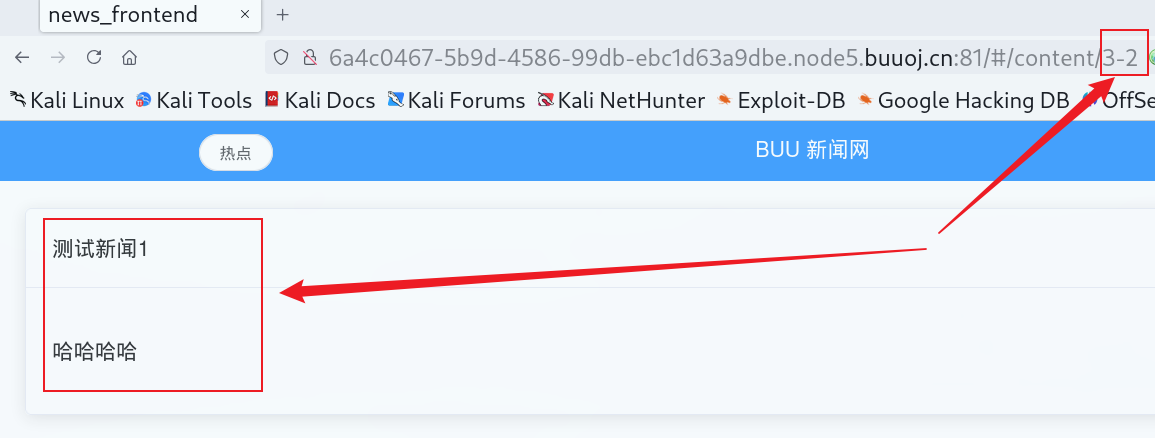 news_frontend
6a4c0467-5b9d-4586-99db-ebc1d63a9dbe.node5.buuoj.cn:81/#/content/3-2
Kali Linux Kali Tools Kali Docs Kali Forums Kali NetHunter Exploit-DB Google Hacking DB OffSe
热点 BUU 新闻网
测试新闻1
哈哈哈哈